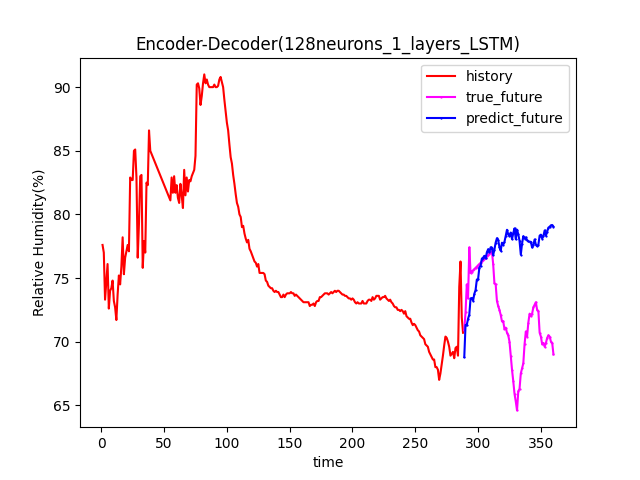 Encoder-Decoder(128neurons_1_layers_LSTM)
history
true_future
predict_future
Relative Humidity(%)
90
85
80
75
70
65
0 50 100 150 200 250 300 350
time